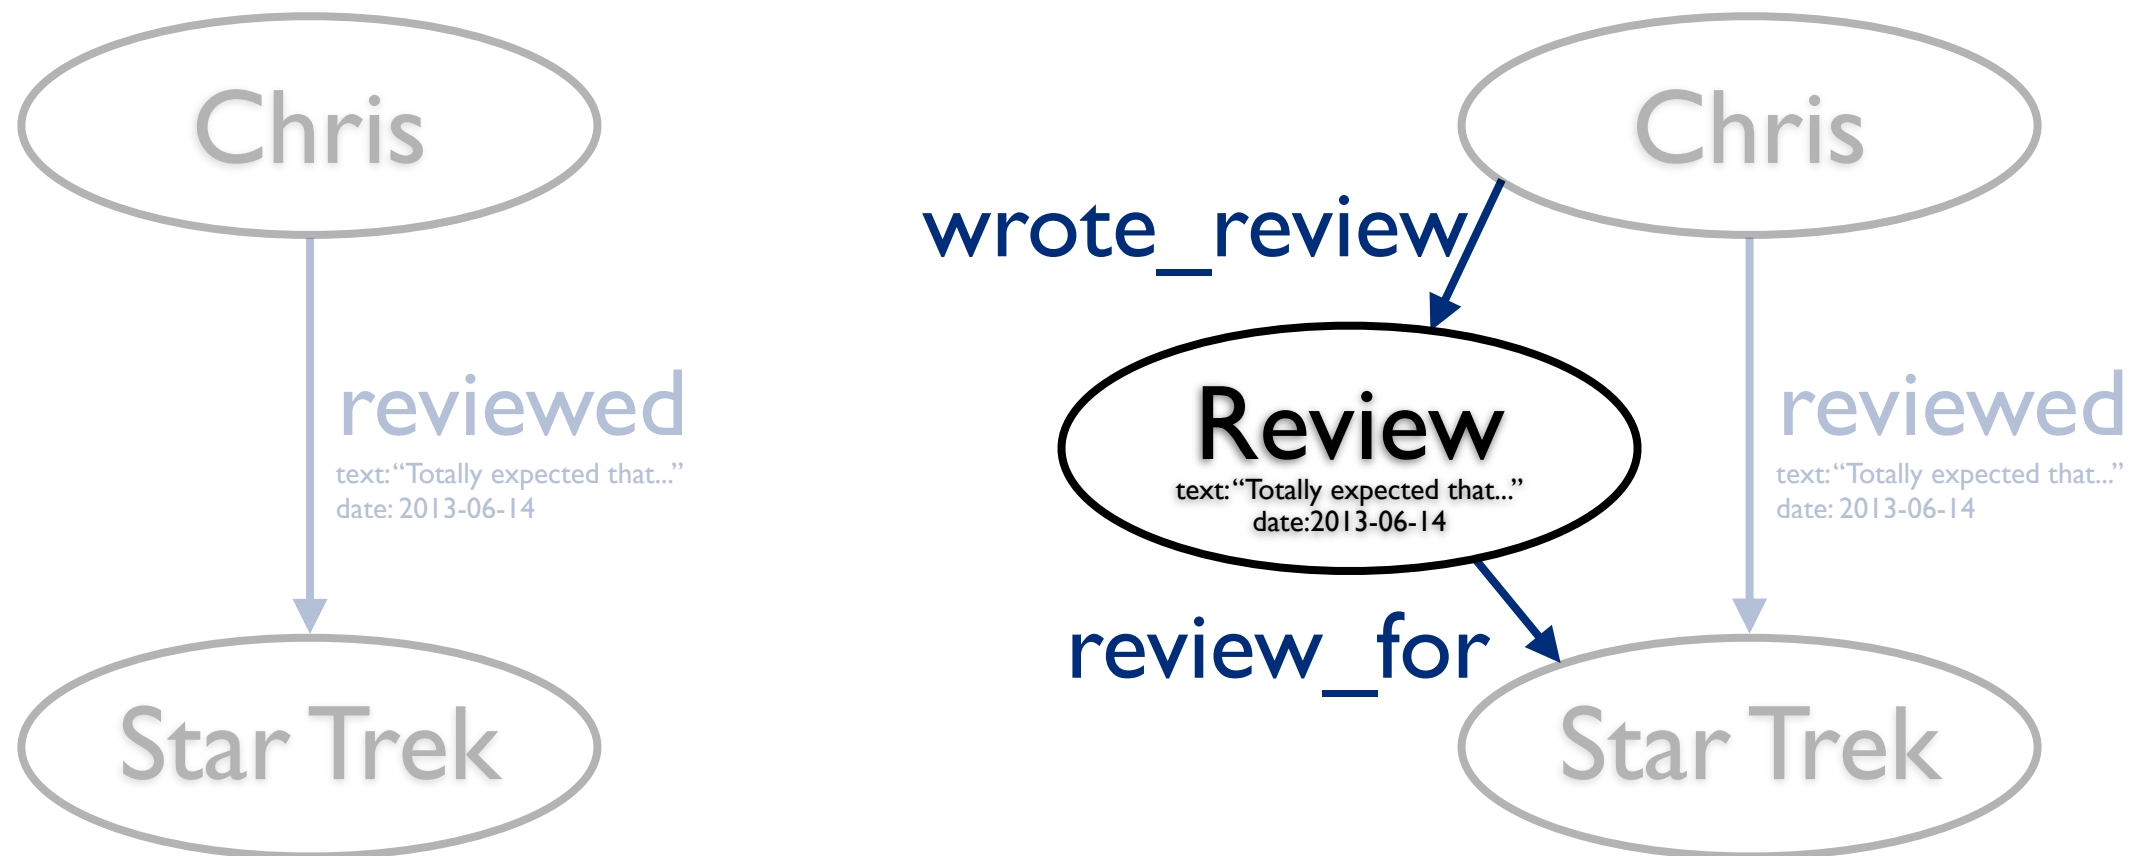 Chris
reviewed
text:“Totally expected that...”
date: 2013-06-14
Star Trek
Chris
wrote_review
Review
text:“Totally expected that...”
date:2013-06-14
reviewed
text:“Totally expected that...”
date: 2013-06-14
review_for
Star Trek